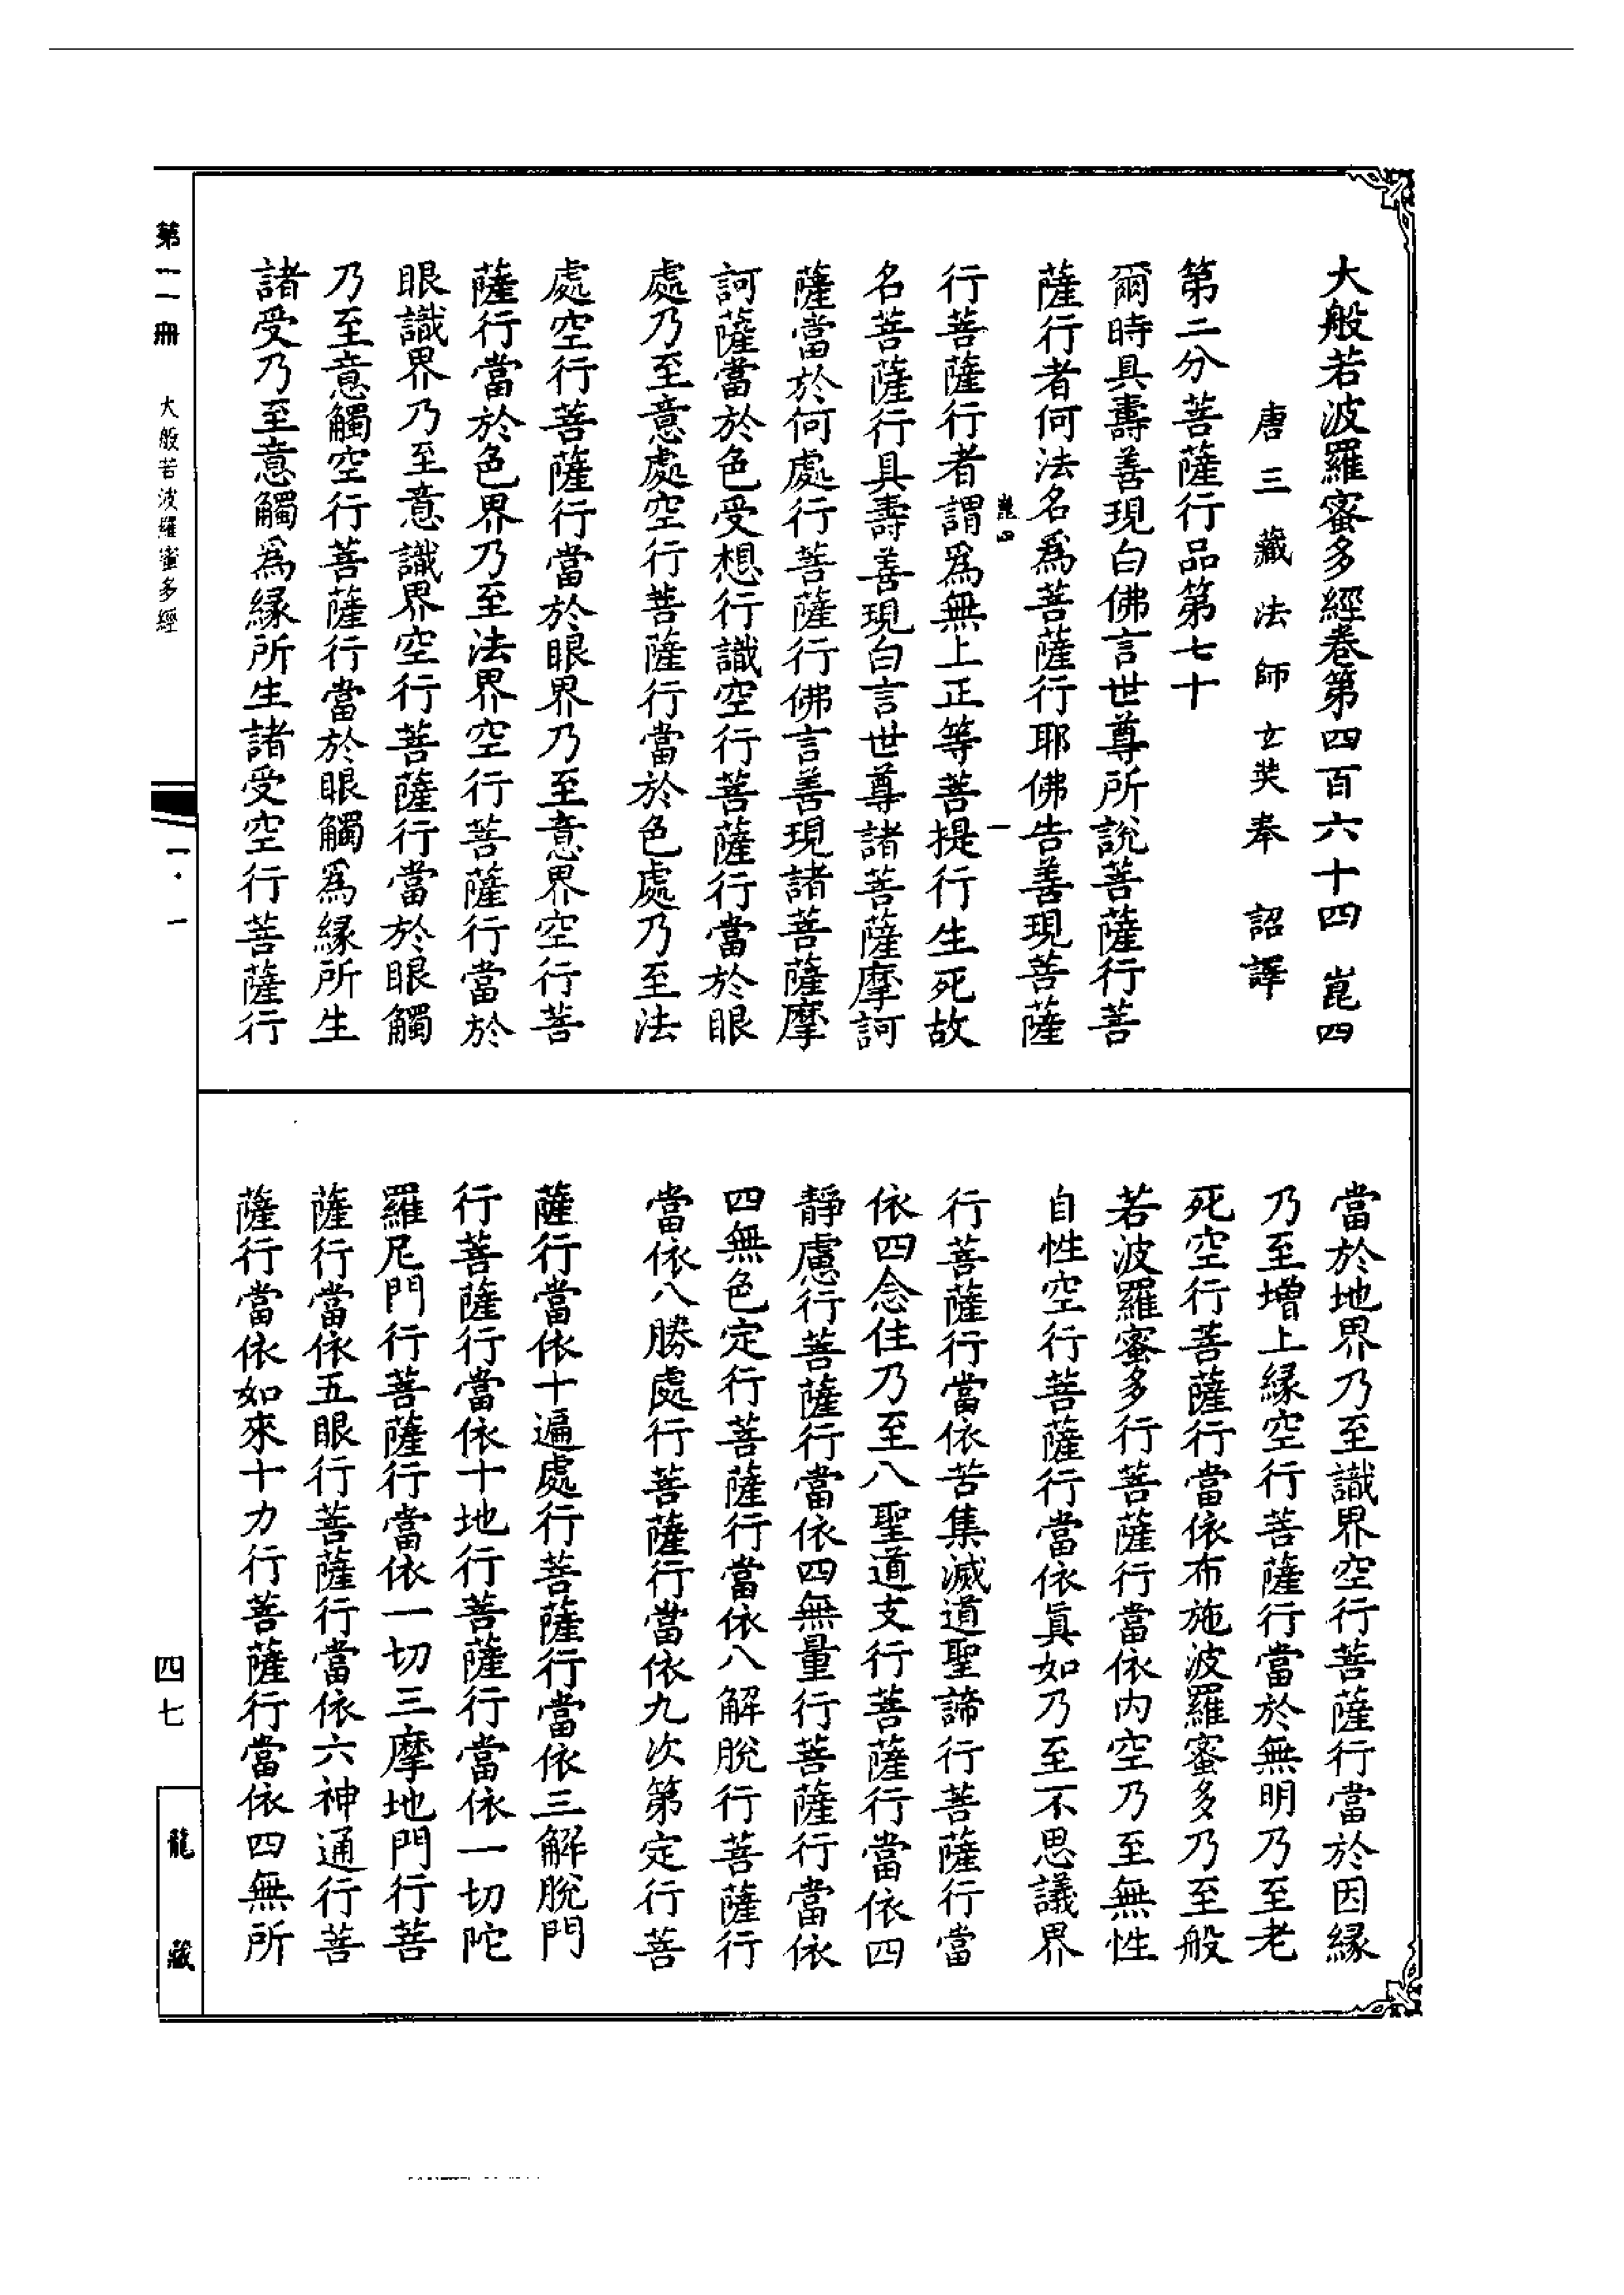 大般若波羅蜜多經卷第四百六十四 崑四
唐三藏法師玄奘奉 詔譯
第二分菩薩行品第七十
爾時具壽善現白佛言世尊所說菩薩行菩
薩行者何法名爲菩薩行耶佛告善現菩薩
崑四 一
行菩薩行者謂爲無上正等菩提行生死故
名菩薩行具壽善現白言世尊諸菩薩摩訶
薩當於何處行菩薩行佛言善現諸菩薩摩
訶薩當於色受想行識空行菩薩行當於眼
處乃至意處空行菩薩行當於色處乃至法
處空行菩薩行當於眼界乃至意界空行菩
薩行當於色界乃至法界空行菩薩行當於
眼識界乃至意識界空行菩薩行當於眼觸
乃至意觸空行菩薩行當於眼觸爲緣所生
諸受乃至意觸爲緣所生諸受空行菩薩行
當於地界乃至識界空行菩薩行當於因緣
乃至增上緣空行菩薩行當於無明乃至老
死空行菩薩行當依布施波羅蜜多乃至般
若波羅蜜多行菩薩行當依內空乃至無性
自性空行菩薩行當依眞如乃至不思議界
行菩薩行當依苦集滅道聖諦行菩薩行當
依四念住乃至八聖道支行菩薩行當依四
靜慮行菩薩行當依四無量行菩薩行當依
四無色定行菩薩行當依八解脫行菩薩行
當依八勝處行菩薩行當依九次第定行菩
薩行當依十遍處行菩薩行當依三解脫門
行菩薩行當依十地行菩薩行當依一切陀
羅尼門行菩薩行當依一切三摩地門行菩
薩行當依五眼行菩薩行當依六神通行菩
薩行當依如來十力行菩薩行當依四無所
第一一冊 大般若波羅蜜多經 一·一 四七 龍藏